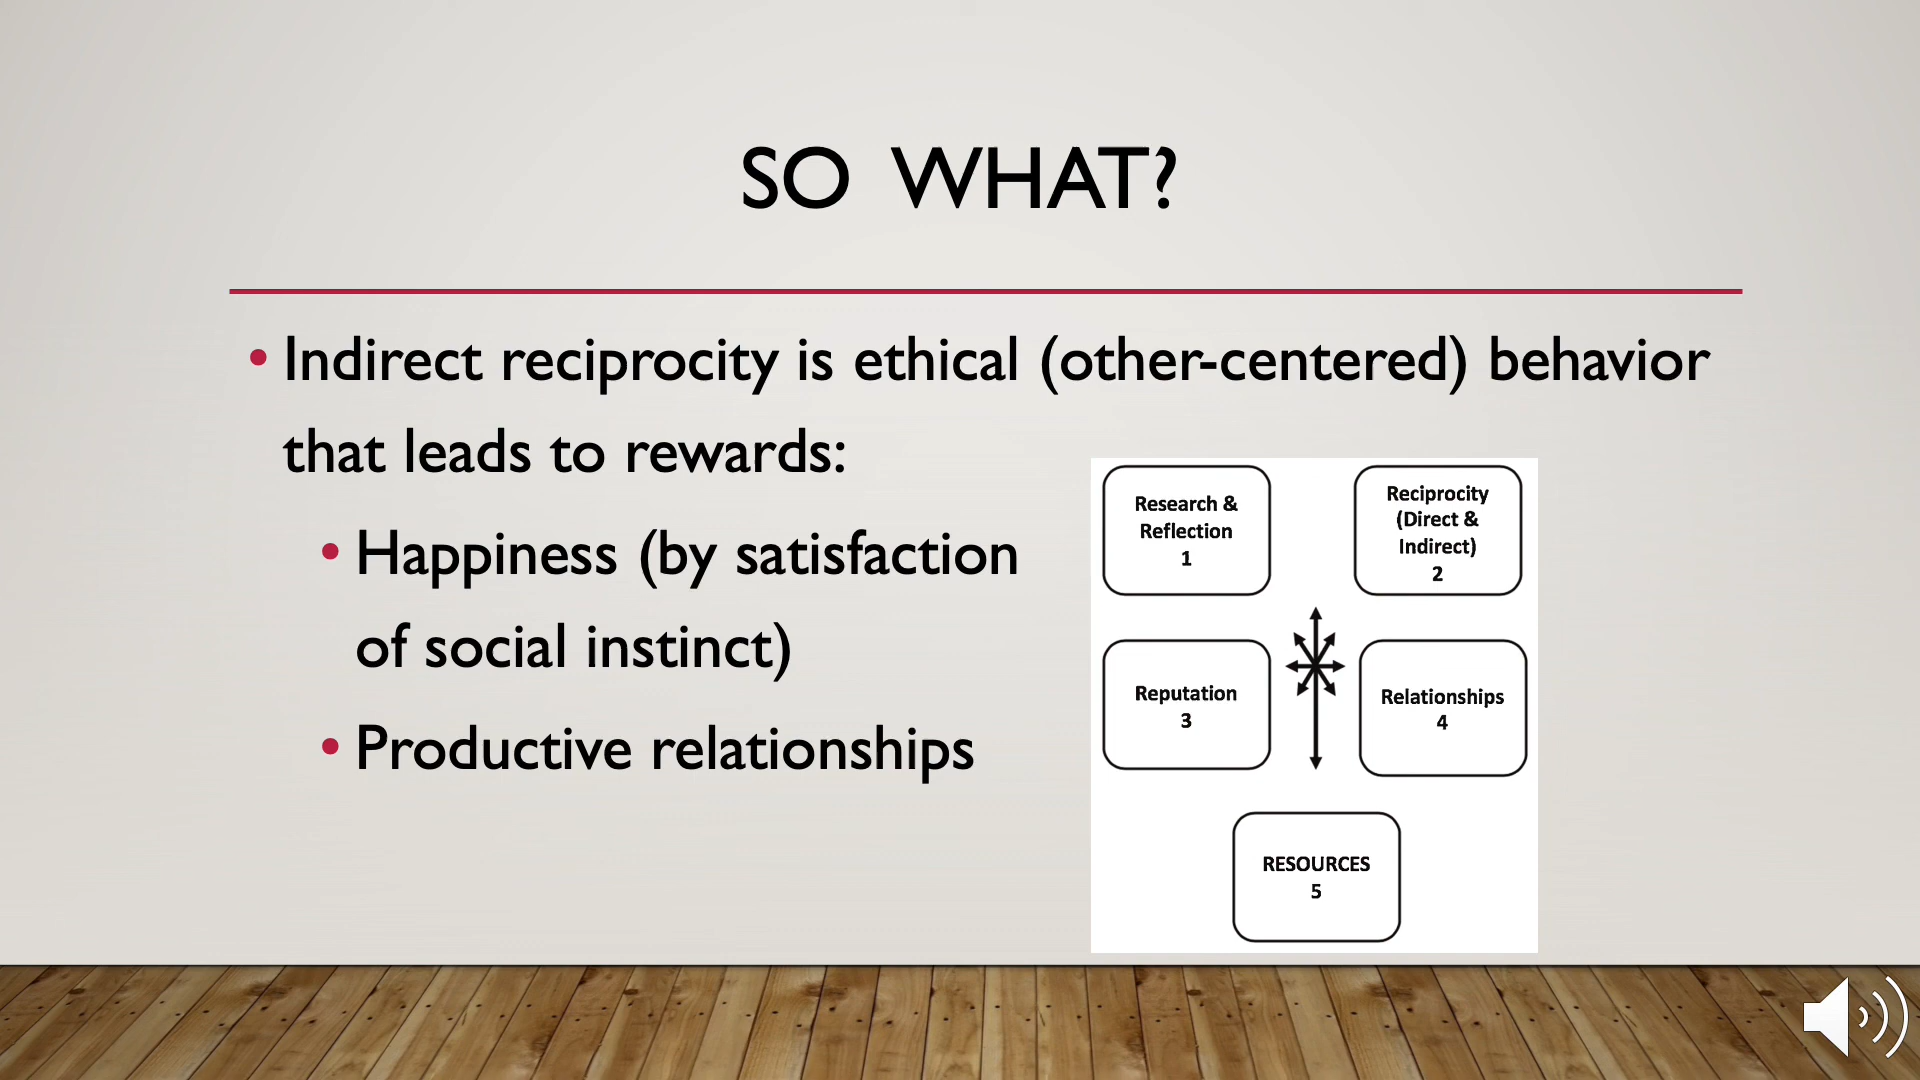 SO WHAT?
• Indirect reciprocity is ethical (other-centered) behavior
that leads to rewards:
• Happiness (by satisfaction
of social instinct)
• Productive relationships
Research &
Reflection
1
Reciprocity
(Direct &
Indirect)
2
Reputation
3
Relationships
4
RESOURCES
5